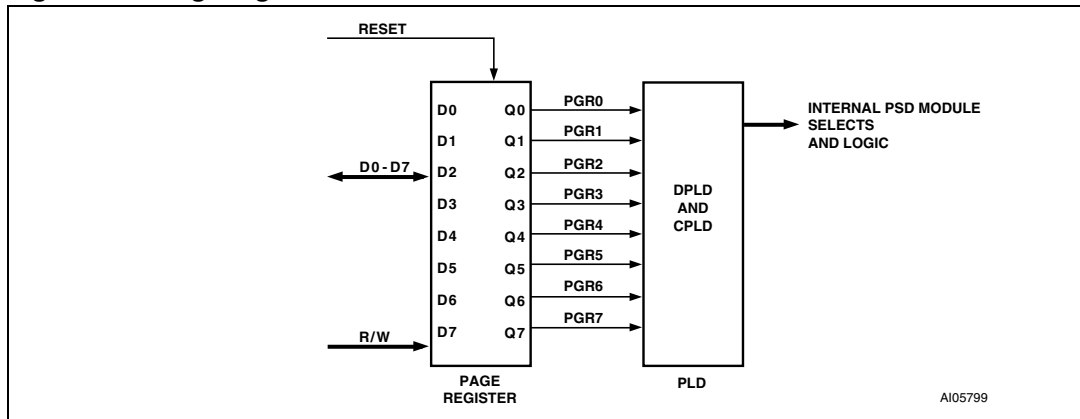 RESET
D0
D1
D2
D3
D4
D5
D6
D7
Q0
Q1
Q2
Q3
Q4
Q5
Q6
Q7
D0-D7
R/W
PGR0
PGR1
PGR2
PGR3
PGR4
PGR5
PGR6
PGR7
DPLD
AND
CPLD
INTERNAL PSD MODULE
SELECTS
AND LOGIC
PAGE
REGISTER
PLD
AI05799